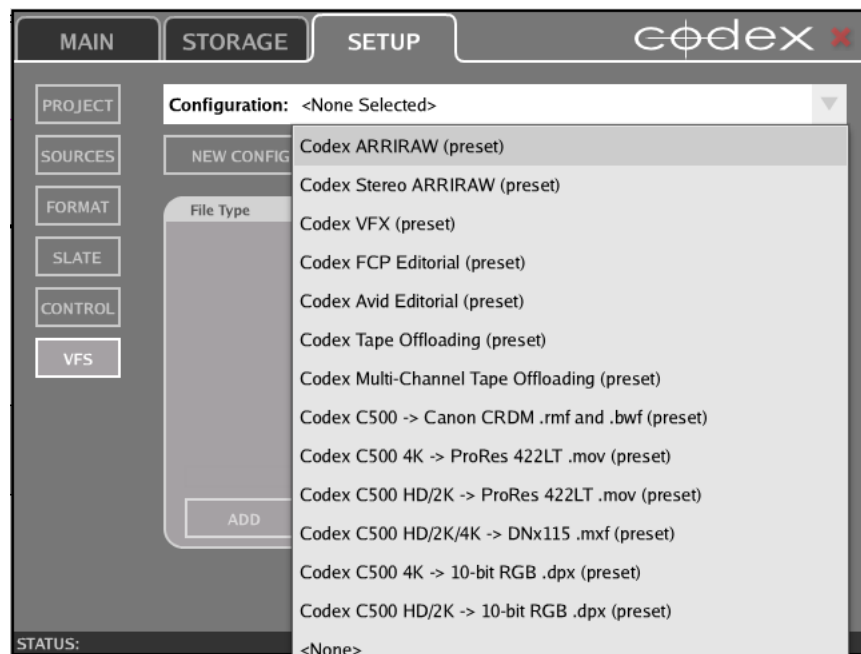 MAIN STORAGE SETUP codex
PROJECT
SOURCES
FORMAT
SLATE
CONTROL
VFS
Configuration: <None Selected>
NEW CONFIG
File Type
ADD
Codex ARRIRAW (preset)
Codex Stereo ARRIRAW (preset)
Codex VFX (preset)
Codex FCP Editorial (preset)
Codex Avid Editorial (preset)
Codex Tape Offloading (preset)
Codex Multi-Channel Tape Offloading (preset)
Codex C500 -> Canon CRDM .rmf and .bwf (preset)
Codex C500 4K -> ProRes 422LT .mov (preset)
Codex C500 HD/2K -> ProRes 422LT .mov (preset)
Codex C500 HD/2K/4K -> DNx115 .mxf (preset)
Codex C500 4K -> 10-bit RGB .dpx (preset)
Codex C500 HD/2K -> 10-bit RGB .dpx (preset)
<None>
STATUS: